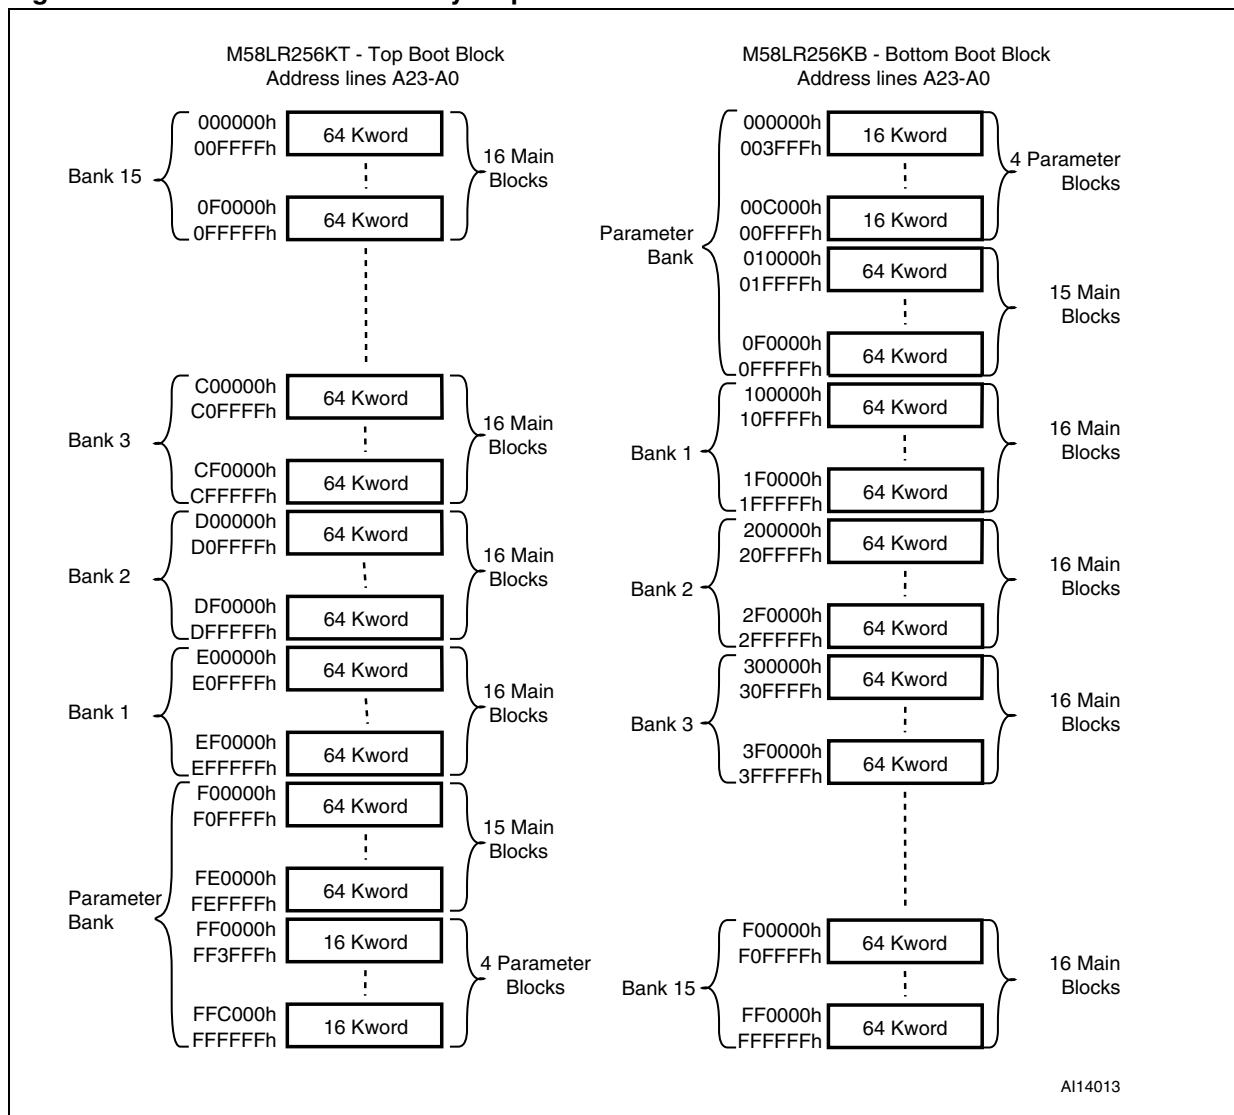 M58LR256KT - Top Boot Block
Address lines A23-A0
000000h
00FFFFh
64 Kword
Bank 15
16 Main
Blocks
0F0000h
0FFFFFh
64 Kword
C00000h
C0FFFFh
64 Kword
Bank 3
16 Main
Blocks
CF0000h
CFFFFFh
64 Kword
D00000h
D0FFFFh
64 Kword
Bank 2
16 Main
Blocks
DF0000h
DFFFFFh
64 Kword
E00000h
E0FFFFh
64 Kword
Bank 1
16 Main
Blocks
EF0000h
EFFFFFh
64 Kword
F00000h
F0FFFFh
64 Kword
15 Main
Blocks
FE0000h
FEFFFFh
64 Kword
Parameter
Bank
FF0000h
FF3FFFh
16 Kword
4 Parameter
Blocks
FFC000h
FFFFFFh
16 Kword
M58LR256KB - Bottom Boot Block
Address lines A23-A0
000000h
003FFFh
16 Kword
4 Parameter
Blocks
00C000h
00FFFFh
16 Kword
Parameter
Bank
010000h
01FFFFh
64 Kword
15 Main
Blocks
0F0000h
0FFFFFh
64 Kword
100000h
10FFFFh
64 Kword
Bank 1
16 Main
Blocks
1F0000h
1FFFFFh
64 Kword
200000h
20FFFFh
64 Kword
Bank 2
16 Main
Blocks
2F0000h
2FFFFFh
64 Kword
300000h
30FFFFh
64 Kword
Bank 3
16 Main
Blocks
3F0000h
3FFFFFh
64 Kword
F00000h
F0FFFFh
64 Kword
Bank 15
16 Main
Blocks
FF0000h
FFFFFFh
64 Kword
AI14013